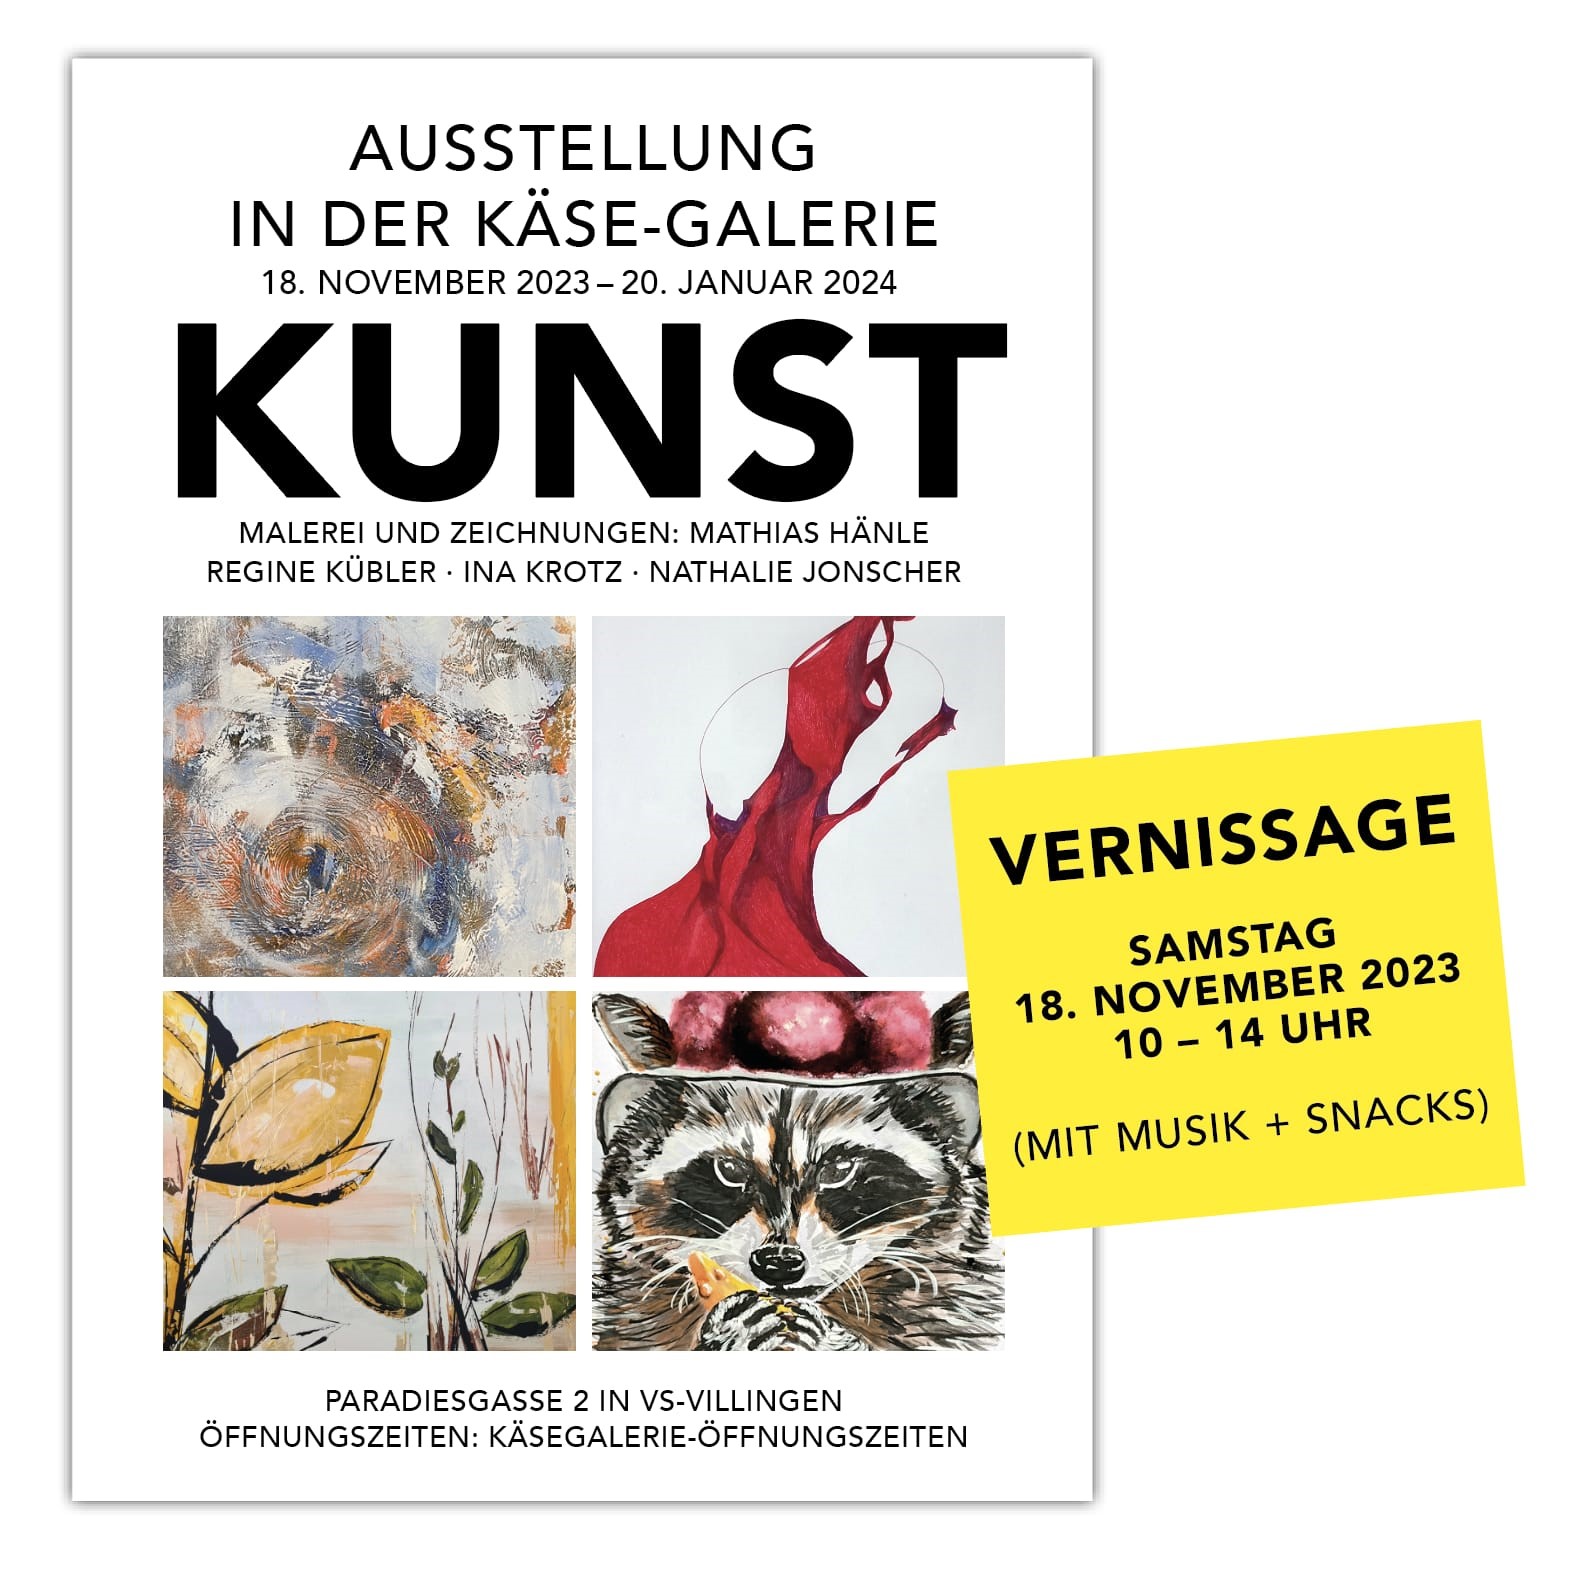 AUSSTELLUNG
IN DER KÄSE-GALERIE
18. NOVEMBER 2023 – 20. JANUAR 2024
KUNST
MALEREI UND ZEICHNUNGEN: MATHIAS HÄNLE
REGINE KÜBLER · INA KROTZ · NATHALIE JONSCHER
VERNISSAGE
SAMSTAG
18. NOVEMBER 2023
10 – 14 UHR
(MIT MUSIK + SNACKS)
PARADIESGASSE 2 IN VS-VILLINGEN
ÖFFNUNGSZEITEN: KÄSEGALERIE-ÖFFNUNGSZEITEN